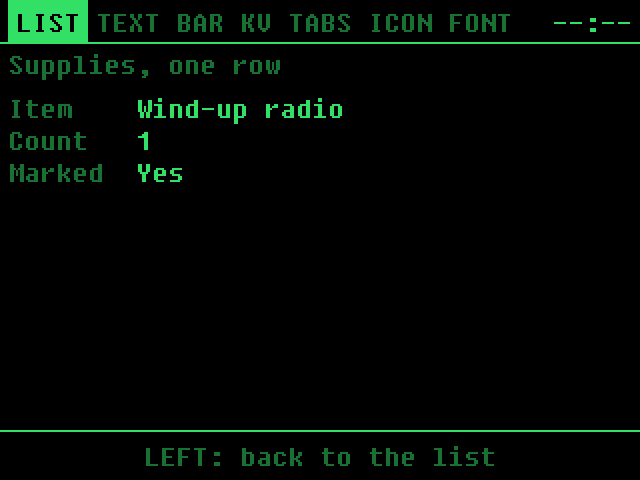 LIST TEXT BAR KV TABS ICON FONT --:--
Supplies, one row
Item Wind-up radio
Count 1
Marked Yes
LEFT: back to the list